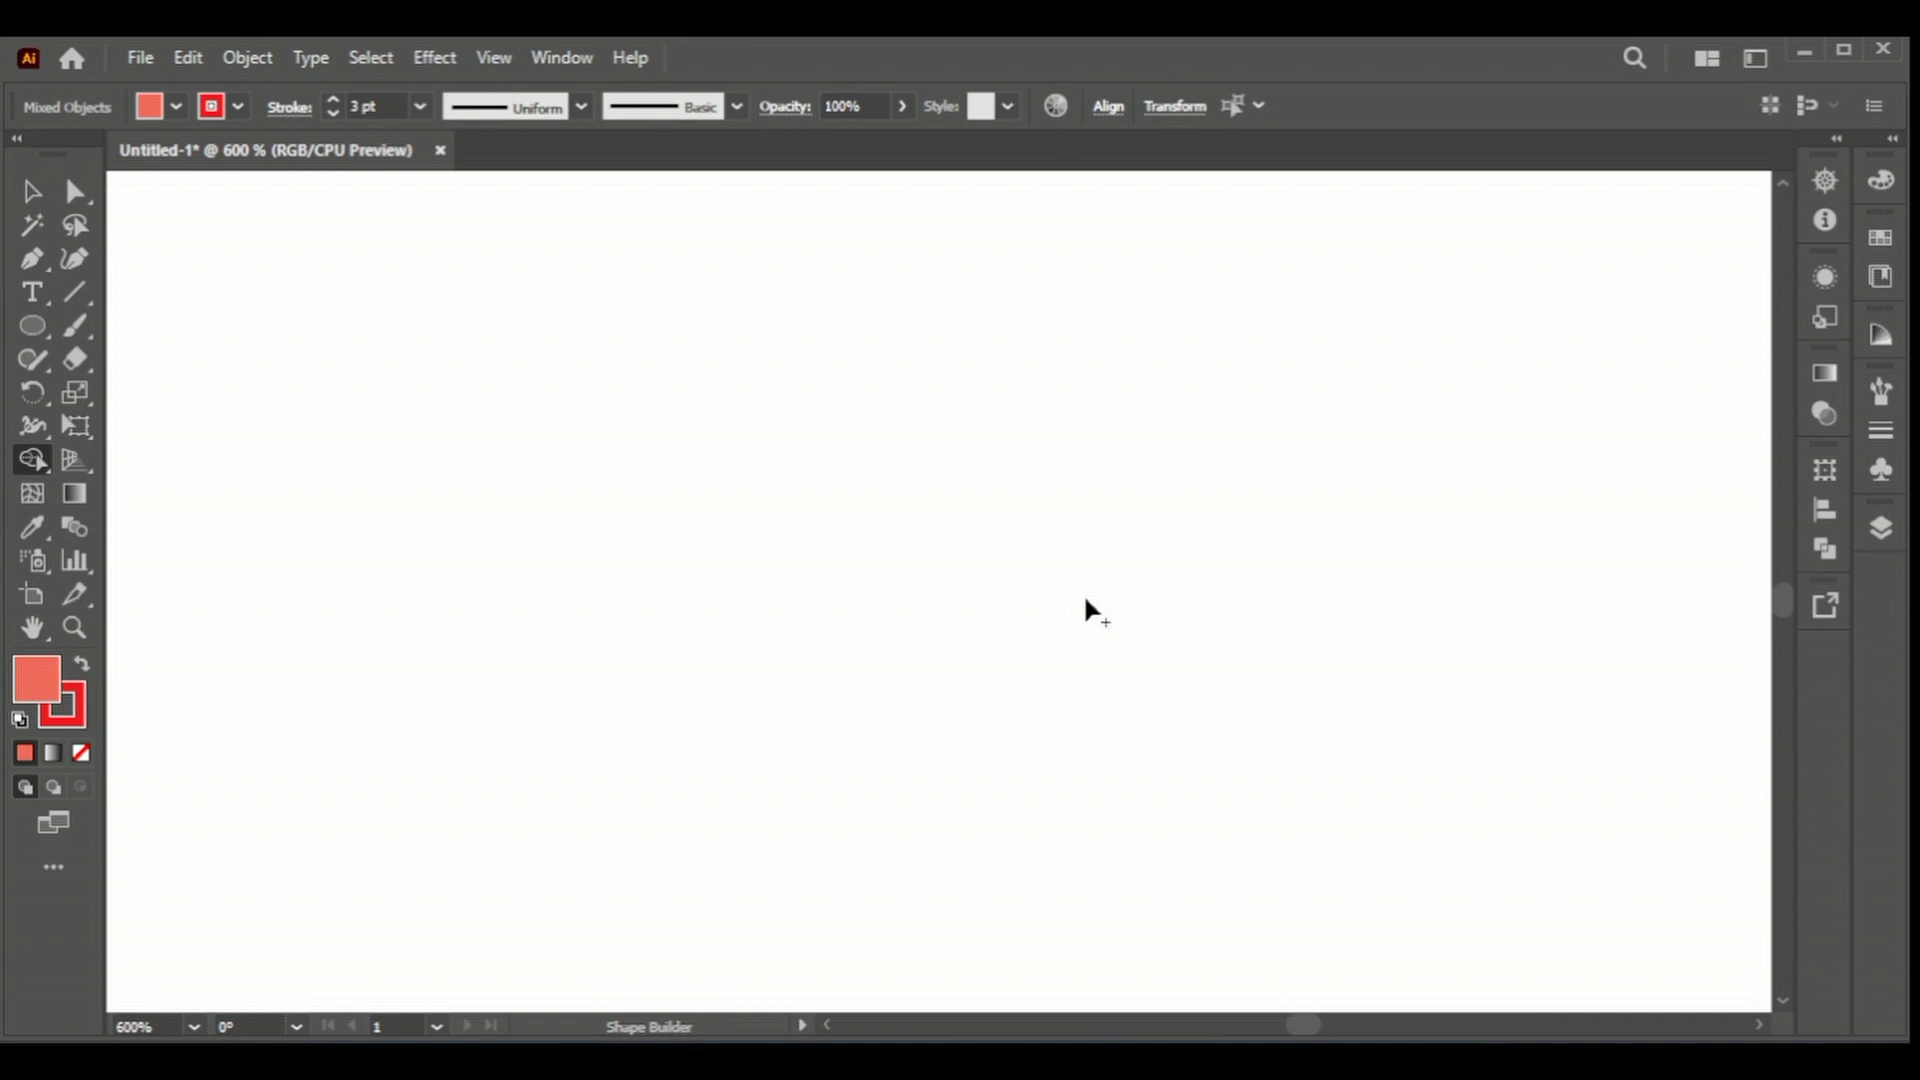 Ai File Edit Object Type Select Effect View Window Help
Mixed Objects Stroke: 3 pt Uniform Basic Opacity: 100% Style: Align Transform
Untitled-1* @ 600 % (RGB/CPU Preview) ×
T
600% 0° 1 Shape Builder